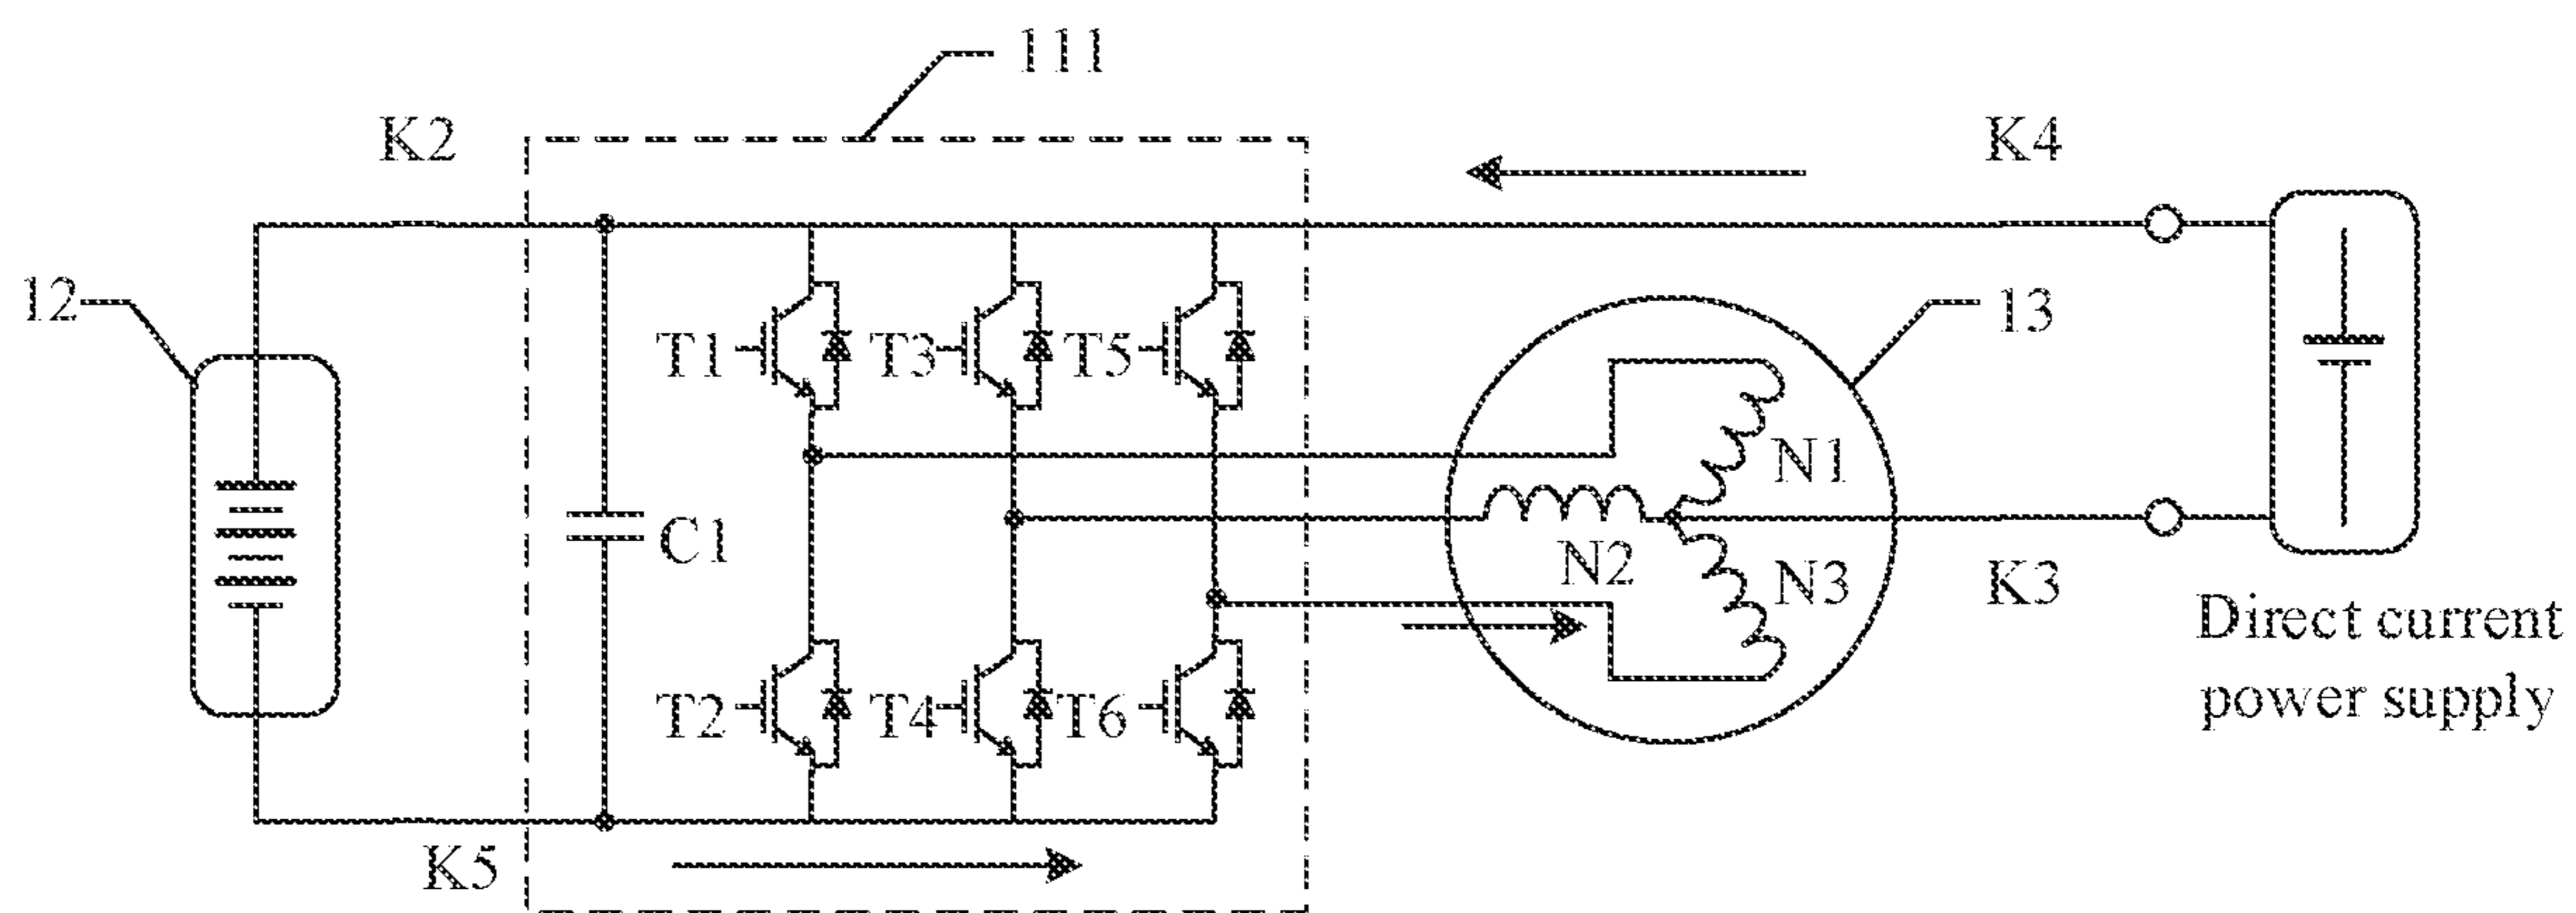 111
K2
K4
12
13
T1
T3
T5
N1
C1
N2
N3
K3
T2
T4
T6
Direct current
power supply
K5